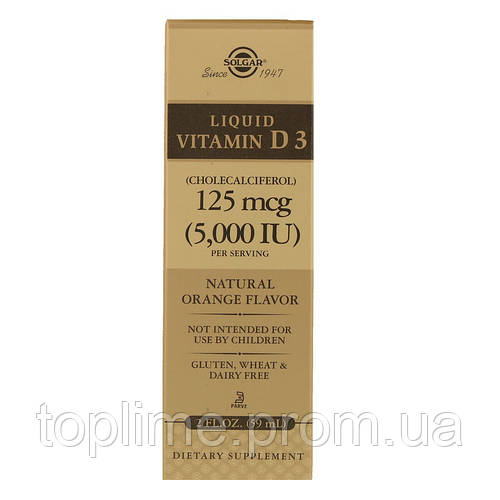 SOLGAR®
Since 1947
LIQUID
VITAMIN D 3
(CHOLECALCIFEROL)
125 mcg
(5,000 IU)
PER SERVING
NATURAL
ORANGE FLAVOR
NOT INTENDED FOR
USE BY CHILDREN
GLUTEN, WHEAT &
DAIRY FREE
PARVE
2 FL. OZ. (59 mL)
toplime.prom.ua
DIETARY SUPPLEMENT